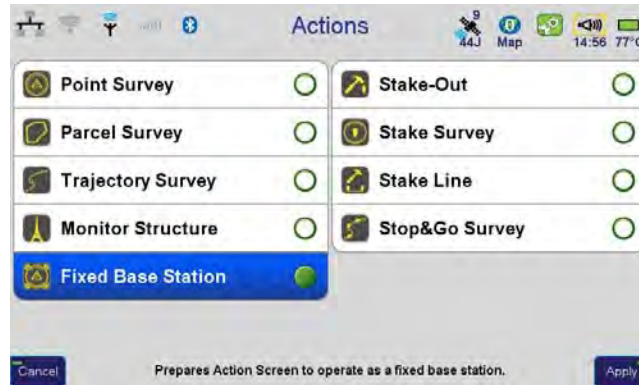 Actions
9
44J
Map
14:56
Point Survey
Parcel Survey
Trajectory Survey
Monitor Structure
Fixed Base Station
Stake-Out
Stake Survey
Stake Line
Stop&Go Survey
Cancel
Prepares Action Screen to operate as a fixed base station.
Apply